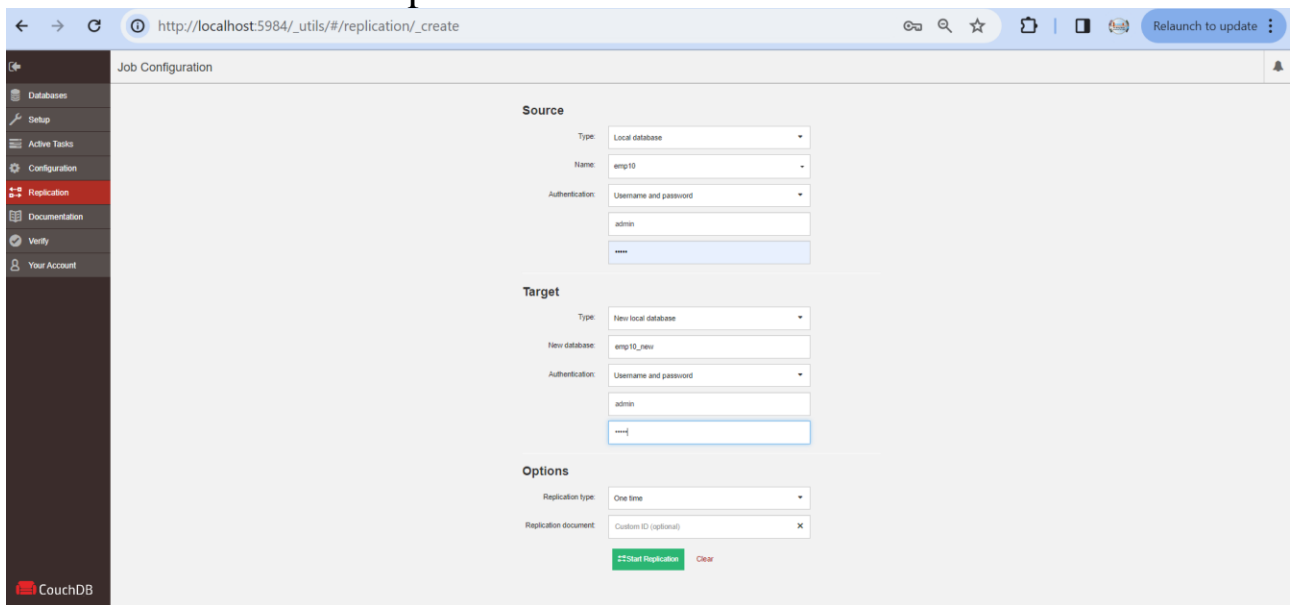 http://localhost:5984/_utils/#/replication/_create
Relaunch to update
Job Configuration
Databases
Setup
Active Tasks
Configuration
Replication
Documentation
Verify
Your Account
CouchDB
Source
Type: Local database
Name: emp10
Authentication: Username and password
admin
•••••
Target
Type: New local database
New database: emp10_new
Authentication: Username and password
admin
•••••
Options
Replication type: One time
Replication document: Custom ID (optional)
Start Replication Clear